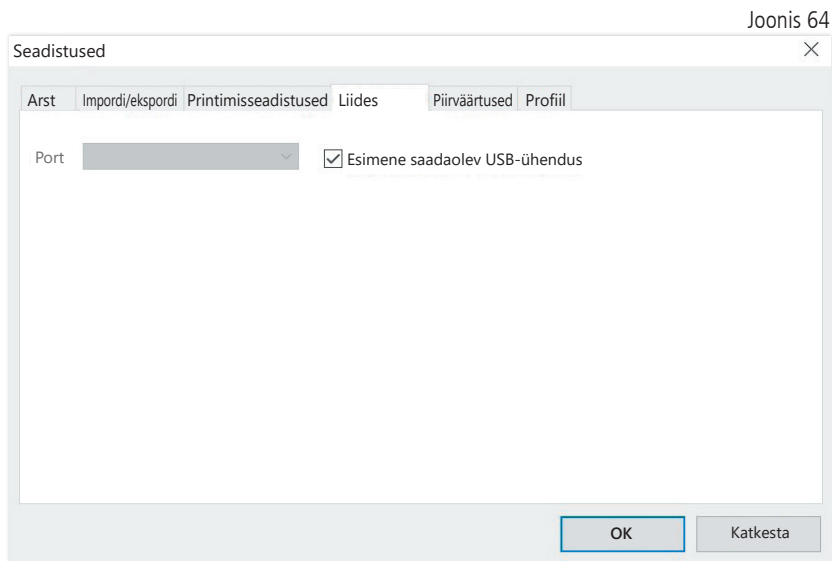 Joonis 64
Seadistused
Arst Impordi/ekspordi Printimisseadistused Liides Piirväärtused Profiil
Port Esimene saadaolev USB-ühendus
OK Katkesta